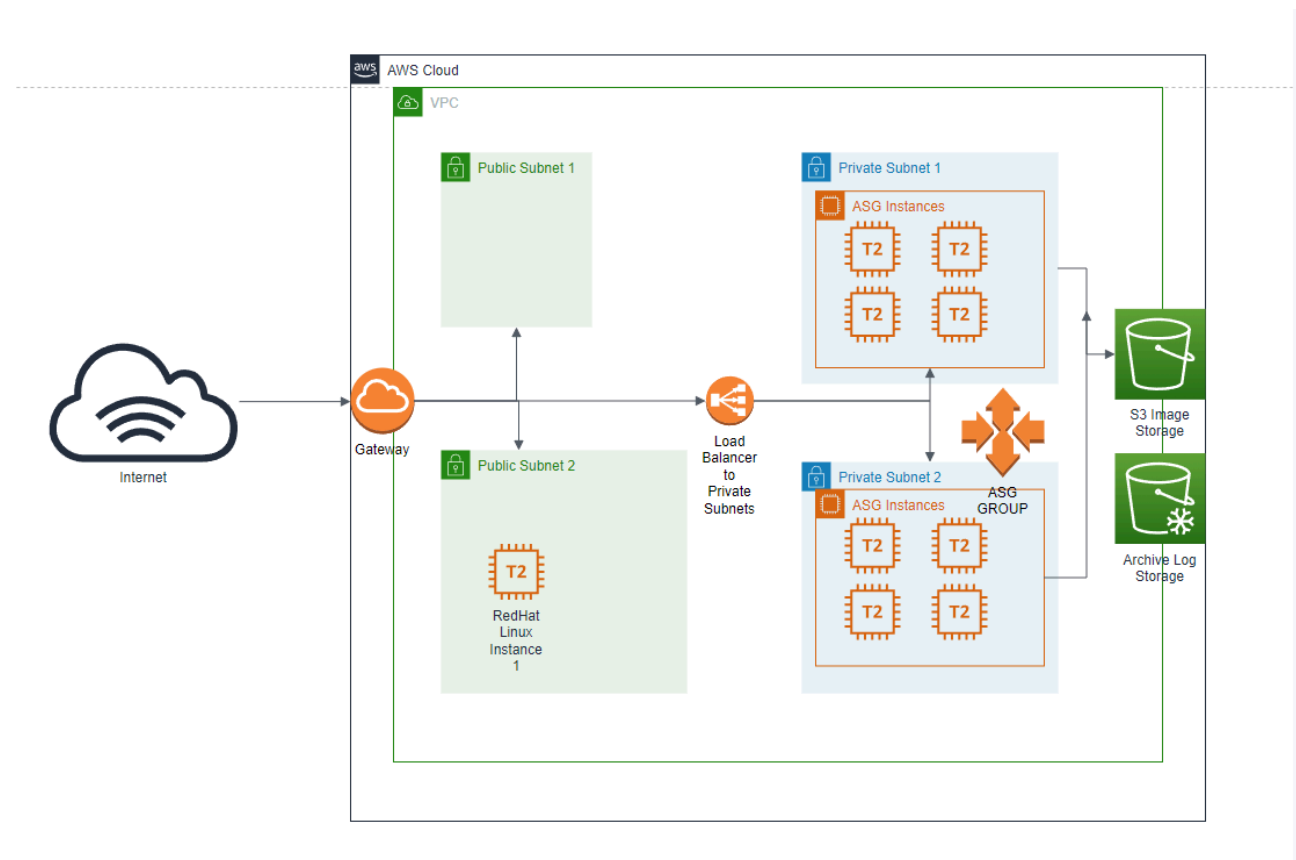 aws
AWS Cloud
VPC
Public Subnet 1
Private Subnet 1
ASG Instances
T2
T2
T2
T2
Internet
Gateway
Load
Balancer
to
Private
Subnets
S3 Image
Storage
Public Subnet 2
RedHat
Linux
Instance
1
T2
Private Subnet 2
ASG
GROUP
ASG Instances
T2
T2
T2
T2
Archive Log
Storage